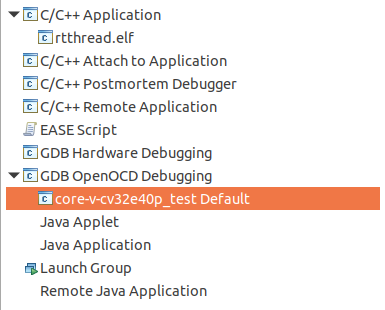 C/C++ Application
rtthread.elf
C/C++ Attach to Application
C/C++ Postmortem Debugger
C/C++ Remote Application
EASE Script
GDB Hardware Debugging
GDB OpenOCD Debugging
core-v-cv32e40p_test Default
Java Applet
Java Application
Launch Group
Remote Java Application